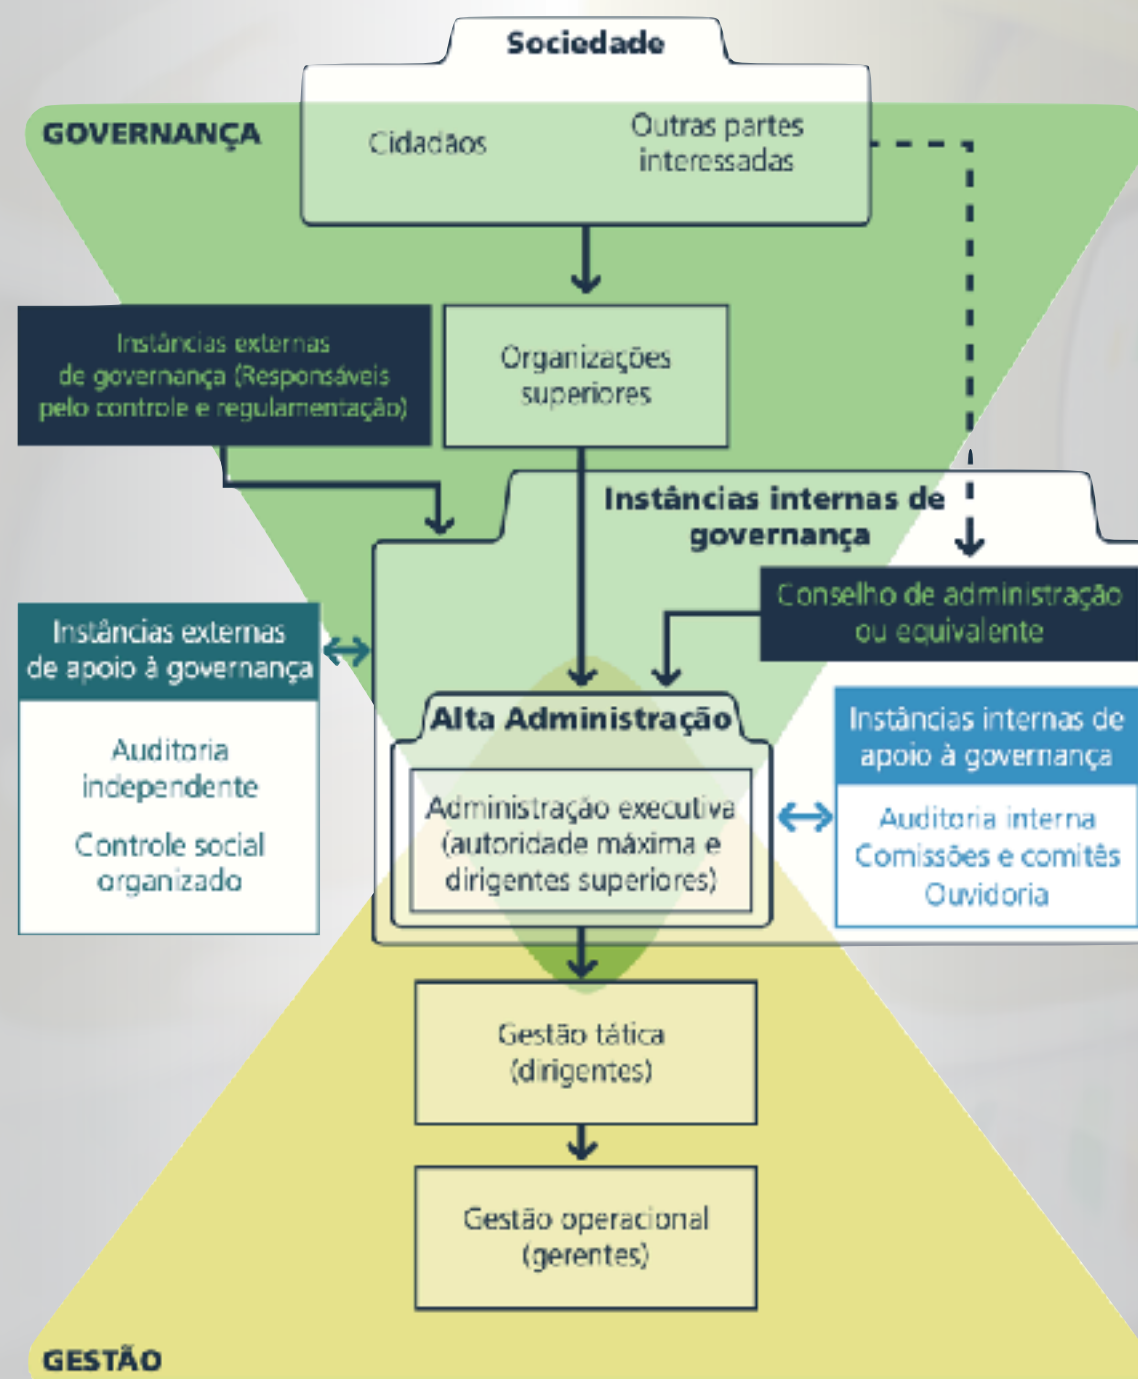 Sociedade
GOVERNANÇA
Cidadãos
Outras partes
interessadas
Instâncias externas
de governança (Responsáveis
pelo controle e regulamentação)
Organizações
superiores
Instâncias internas de
governança
Conselho de administração
ou equivalente
Instâncias externas
de apoio à governança
Auditoria
independente
Controle social
organizado
Alta Administração
Administração executiva
(autoridade máxima e
dirigentes superiores)
Instâncias internas de
apoio à governança
Auditoria interna
Comissões e comitês
Ouvidoria
Gestão tática
(dirigentes)
Gestão operacional
(gerentes)
GESTÃO